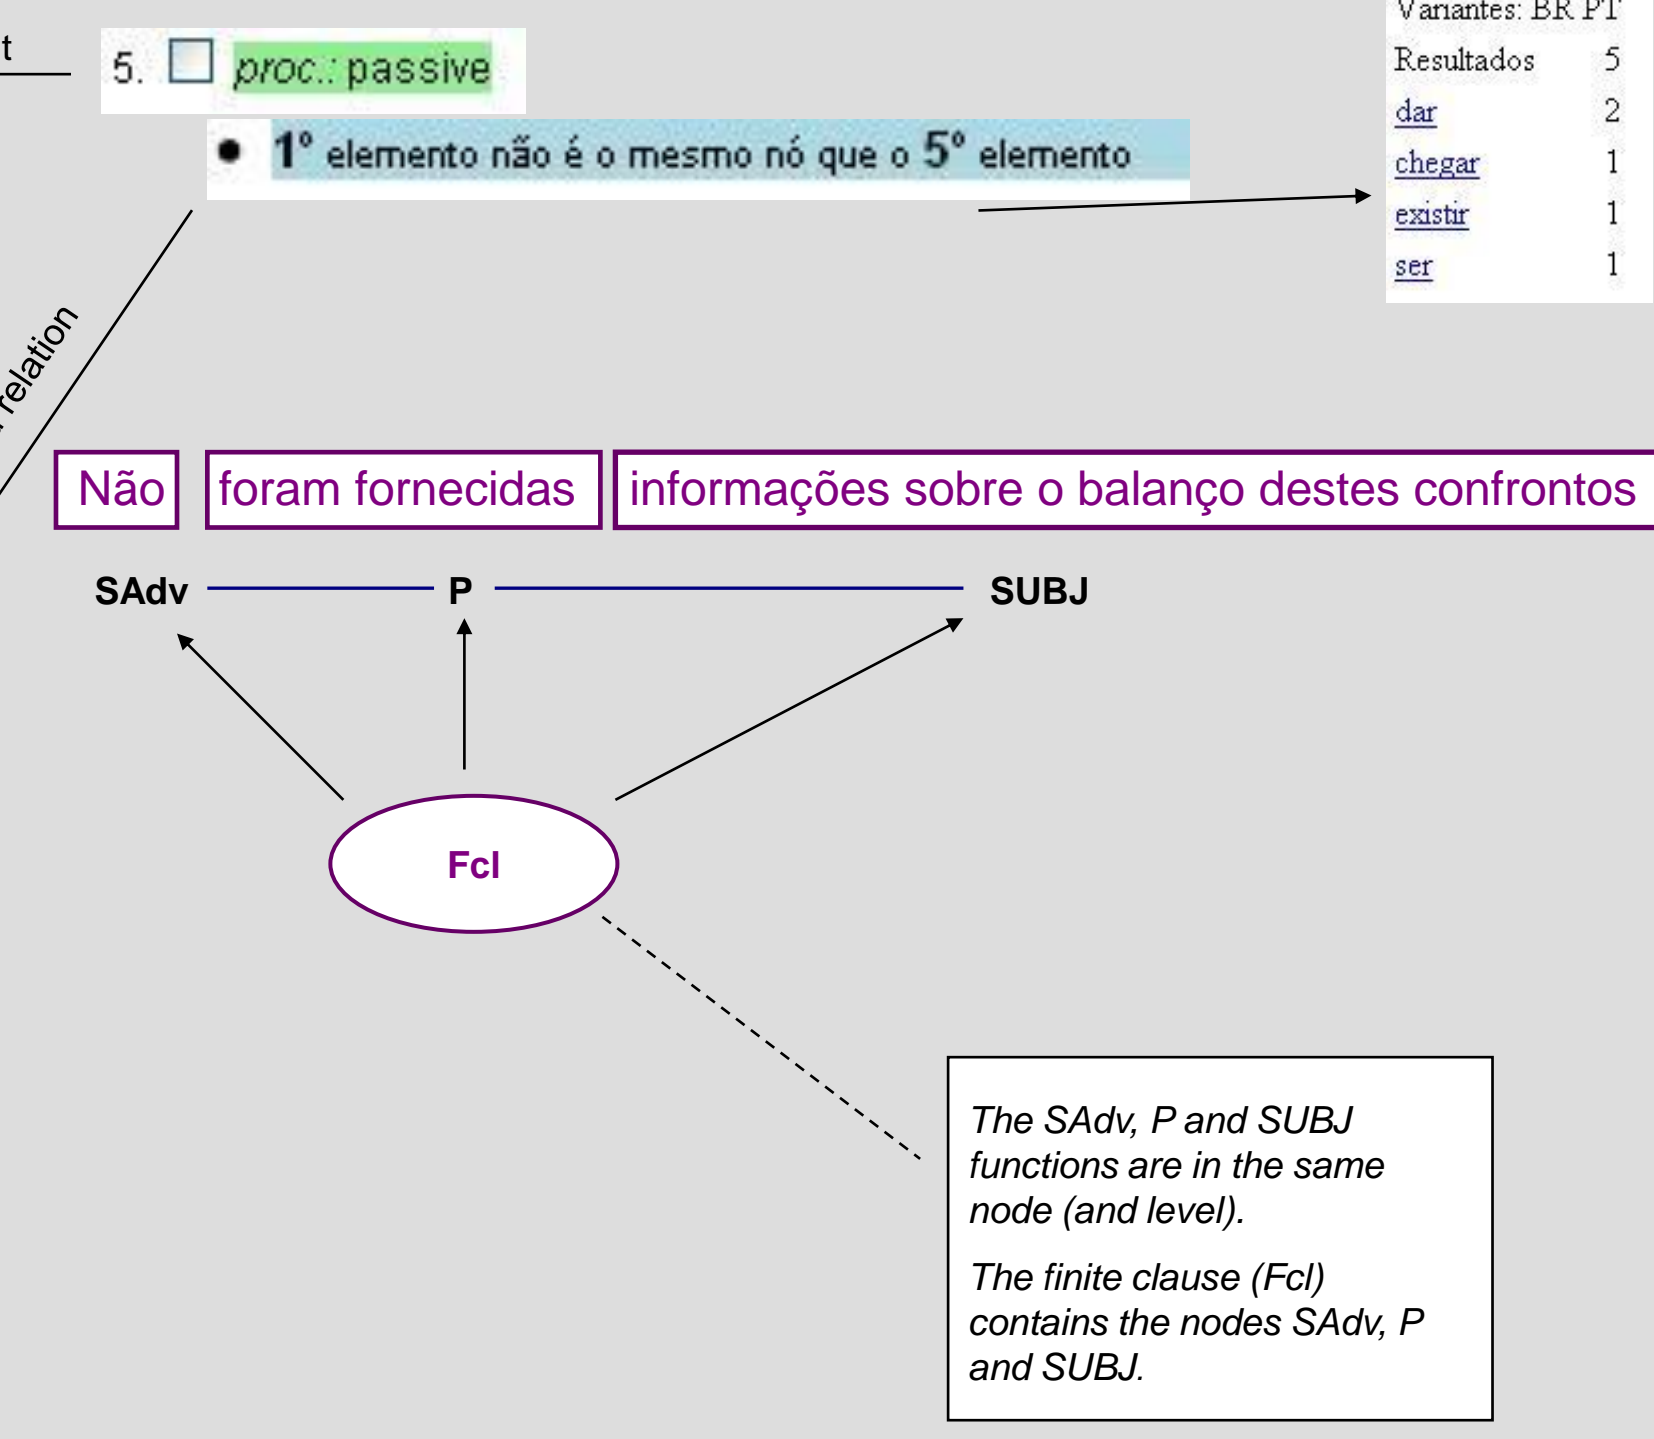 t
5. proc.: passive
• 1º elemento não é o mesmo nó que o 5º elemento
Variantes: BR PT
Resultados 5
dar 2
chegar 1
existir 1
ser 1
relation
Não foram fornecidas informações sobre o balanço destes confrontos
SAdv P SUBJ
Fcl
The SAdv, P and SUBJ
functions are in the same
node (and level).
The finite clause (Fcl)
contains the nodes SAdv, P
and SUBJ.